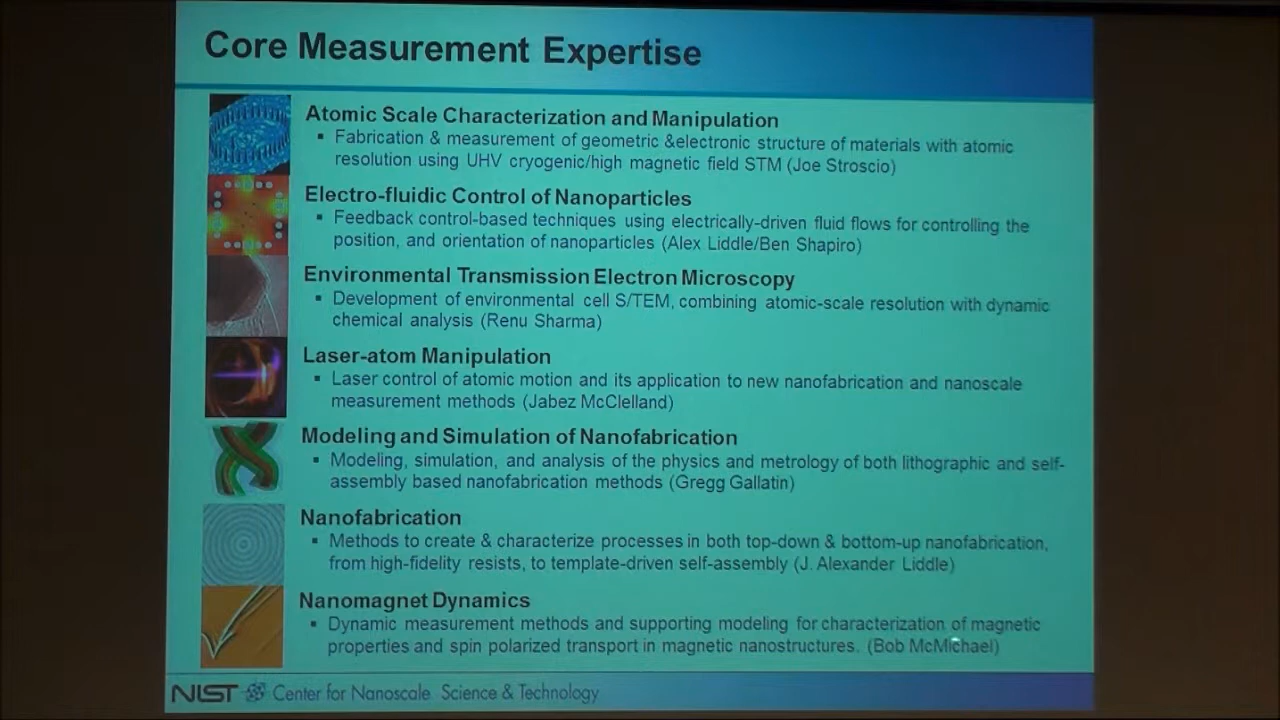 Core Measurement Expertise
Atomic Scale Characterization and Manipulation
▪ Fabrication & measurement of geometric &electronic structure of materials with atomic
resolution using UHV cryogenic/high magnetic field STM (Joe Stroscio)
Electro-fluidic Control of Nanoparticles
▪ Feedback control-based techniques using electrically-driven fluid flows for controlling the
position, and orientation of nanoparticles (Alex Liddle/Ben Shapiro)
Environmental Transmission Electron Microscopy
▪ Development of environmental cell S/TEM, combining atomic-scale resolution with dynamic
chemical analysis (Renu Sharma)
Laser-atom Manipulation
▪ Laser control of atomic motion and its application to new nanofabrication and nanoscale
measurement methods (Jabez McClelland)
Modeling and Simulation of Nanofabrication
▪ Modeling, simulation, and analysis of the physics and metrology of both lithographic and self-
assembly based nanofabrication methods (Gregg Gallatin)
Nanofabrication
▪ Methods to create & characterize processes in both top-down & bottom-up nanofabrication,
from high-fidelity resists, to template-driven self-assembly (J. Alexander Liddle)
Nanomagnet Dynamics
▪ Dynamic measurement methods and supporting modeling for characterization of magnetic
properties and spin polarized transport in magnetic nanostructures. (Bob McMichael)
NIST Center for Nanoscale Science & Technology